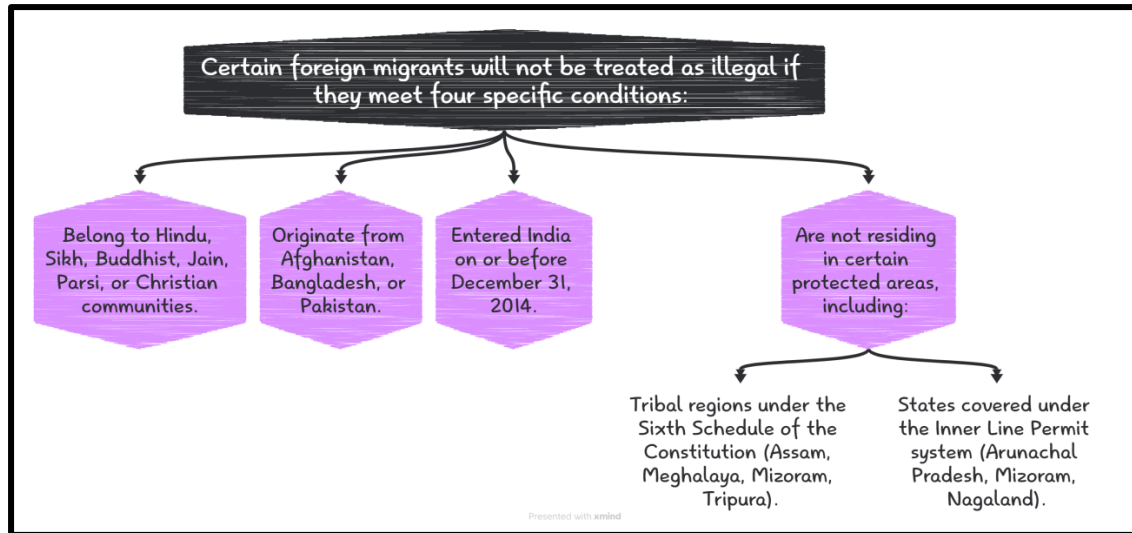 Certain foreign migrants will not be treated as illegal if
they meet four specific conditions:
Belong to Hindu,
Sikh, Buddhist, Jain,
Parsi, or Christian
communities.
Originate from
Afghanistan,
Bangladesh, or
Pakistan.
Entered India
on or before
December 31,
2014.
Are not residing
in certain
protected areas,
including:
Tribal regions under the
Sixth Schedule of the
Constitution (Assam,
Meghalaya, Mizoram,
Tripura).
States covered under
the Inner Line Permit
system (Arunachal
Pradesh, Mizoram,
Nagaland).
Presented with xmind